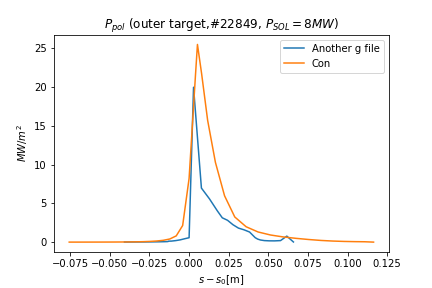 P_pol (outer target,#22849, P_SOL = 8MW)
Another g file
Con
MW/m²
25
20
15
10
5
0
−0.075 −0.050 −0.025 0.000 0.025 0.050 0.075 0.100 0.125
s − s₀[m]